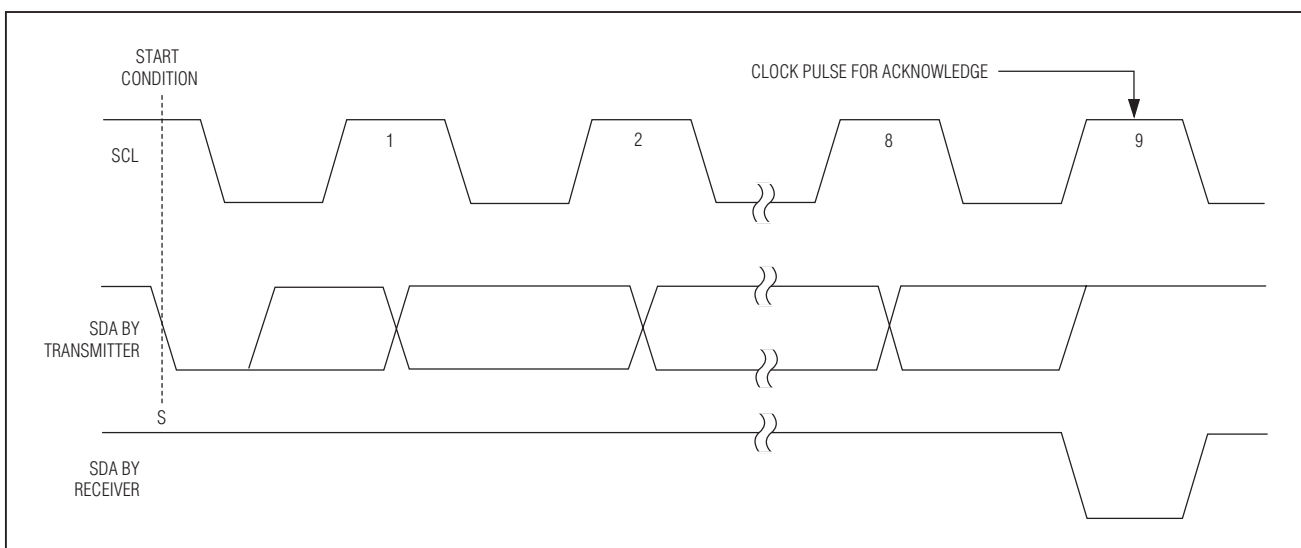 START
CONDITION
CLOCK PULSE FOR ACKNOWLEDGE
SCL
1
2
8
9
SDA BY
TRANSMITTER
S
SDA BY
RECEIVER